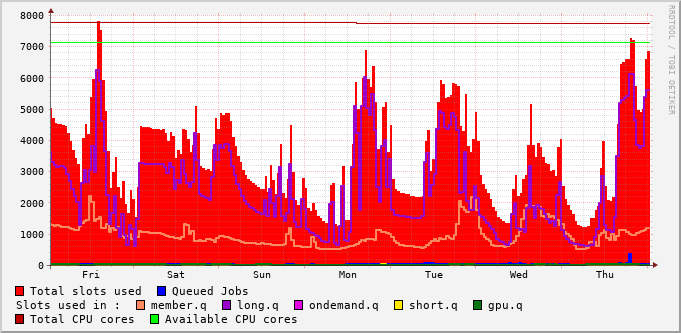 8000
7000
6000
5000
4000
3000
2000
1000
0
Fri Sat Sun Mon Tue Wed Thu
RRDTOOL / TOBI OETIKER
Total slots used Queued Jobs
Slots used in : member.q long.q ondemand.q short.q gpu.q
Total CPU cores Available CPU cores